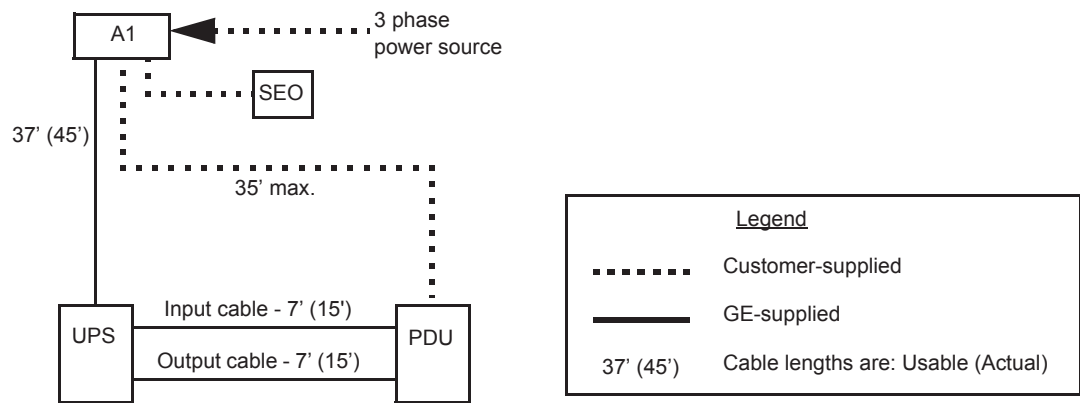 A1
3 phase
power source
SEO
37’ (45’)
35’ max.
UPS
Input cable - 7’ (15')
Output cable - 7’ (15’)
PDU
Legend
Customer-supplied
GE-supplied
37’ (45’) Cable lengths are: Usable (Actual)